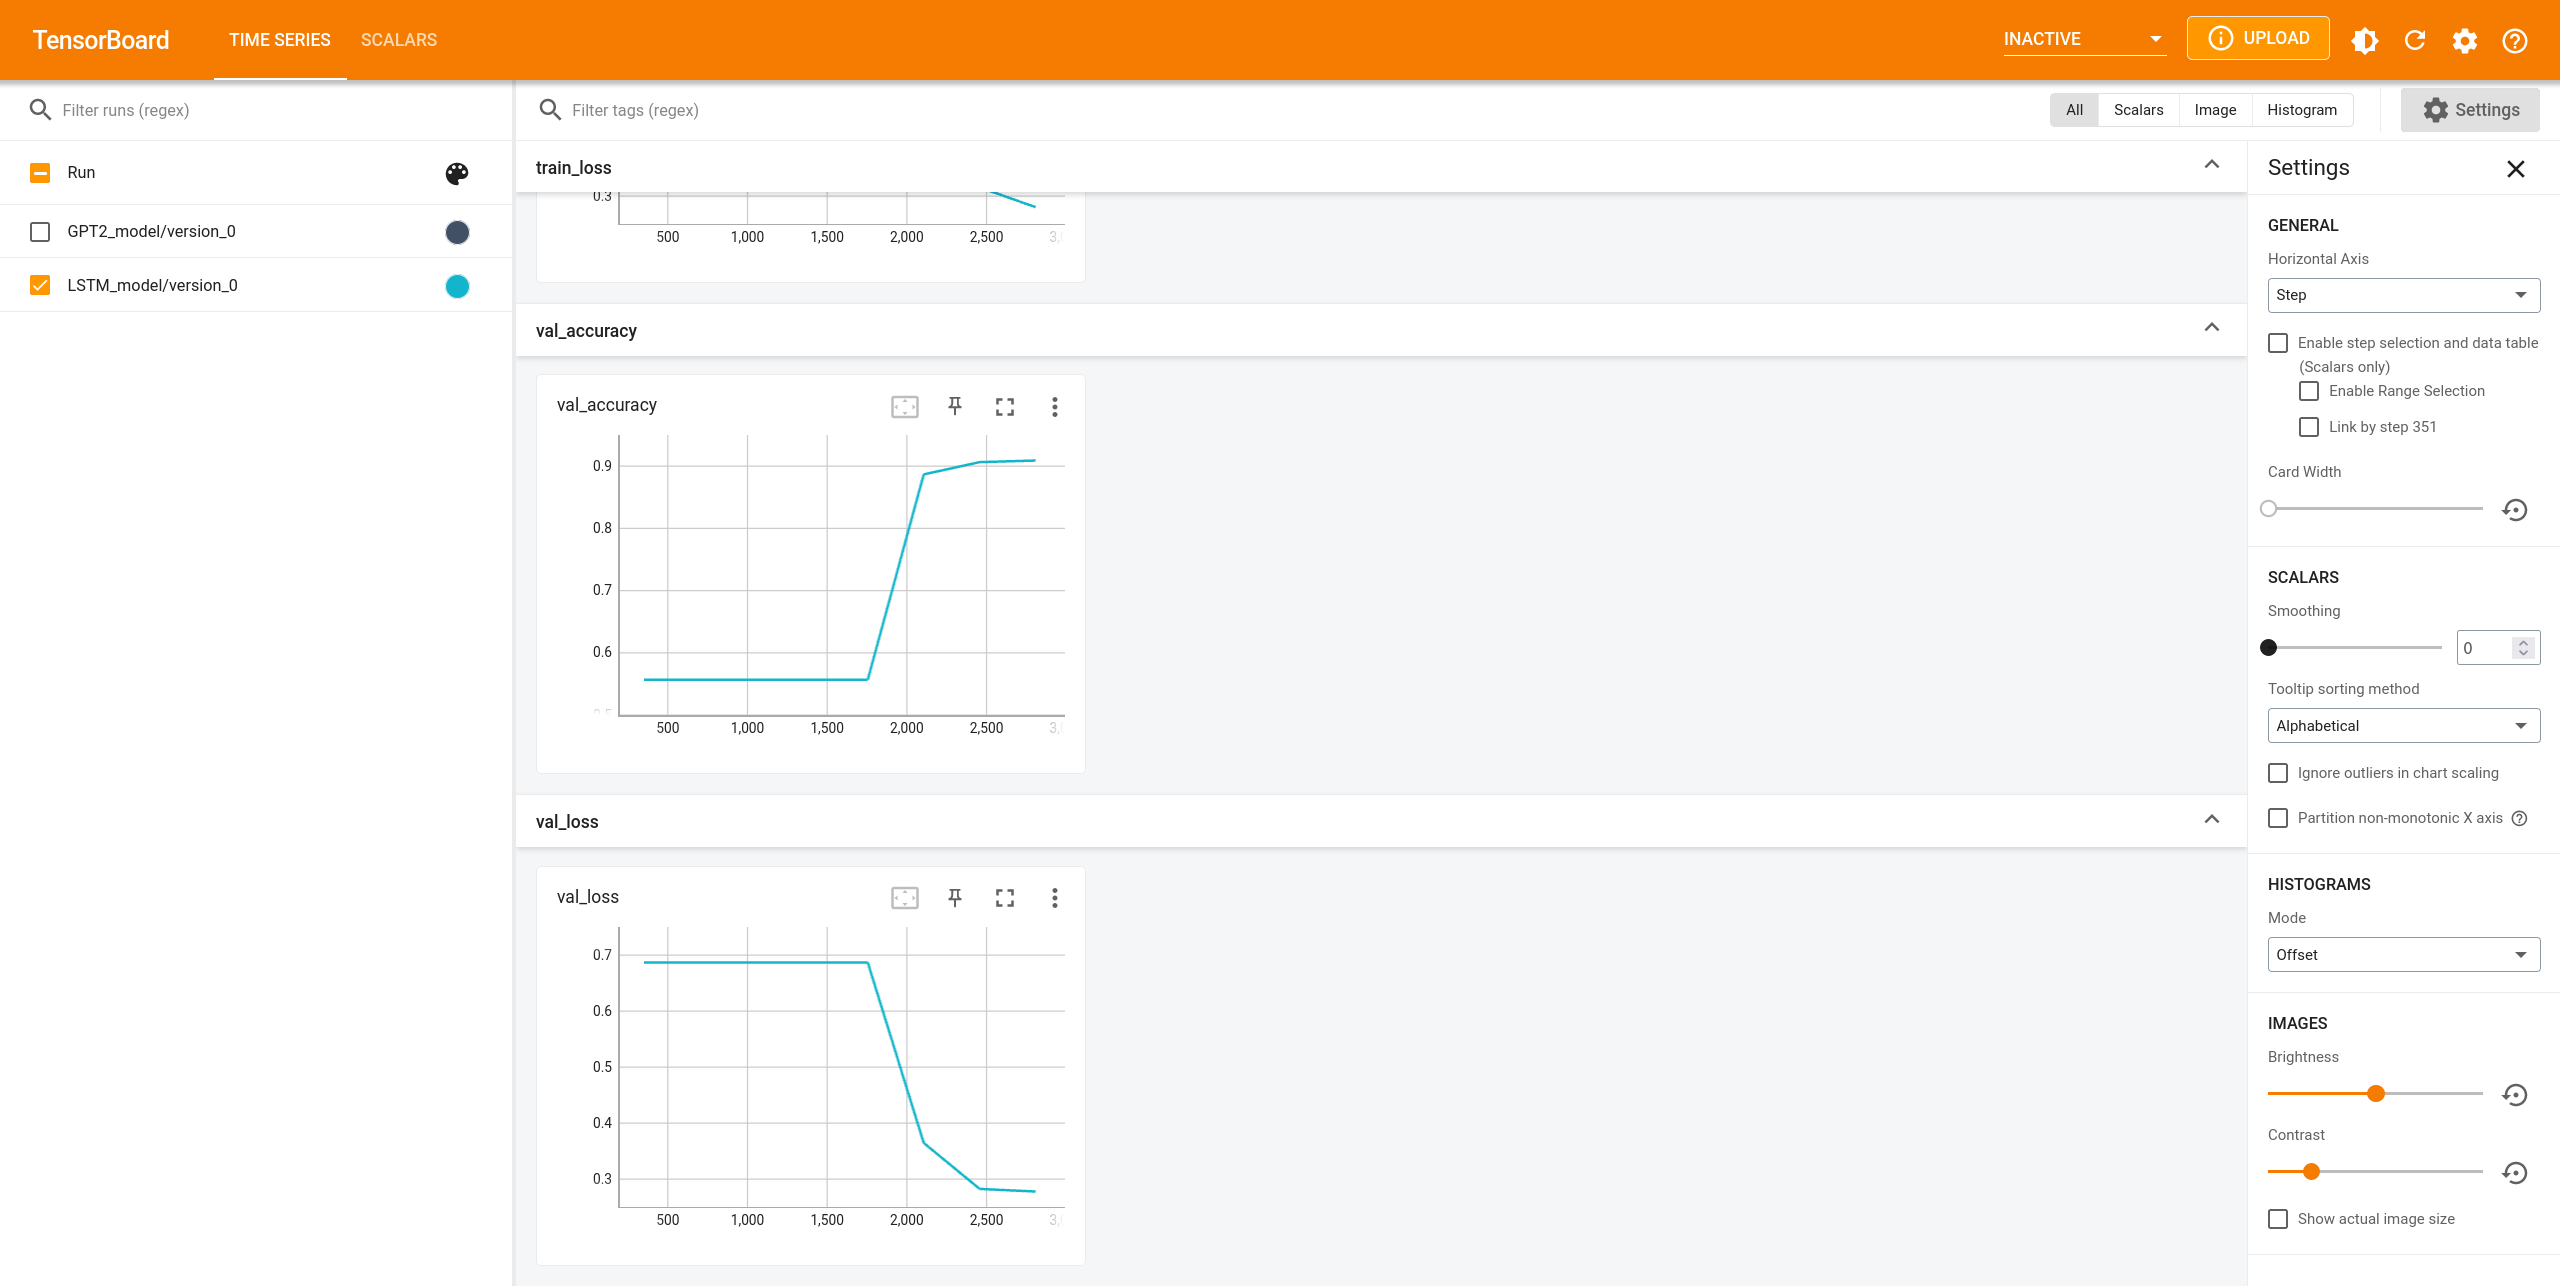 TensorBoard
TIME SERIES
SCALARS
INACTIVE
UPLOAD
Filter runs (regex)
Run
GPT2_model/version_0
LSTM_model/version_0
Filter tags (regex)
All
Scalars
Image
Histogram
Settings
train_loss
0.3
500 1,000 1,500 2,000 2,500
val_accuracy
val_accuracy
0.9
0.8
0.7
0.6
0.5
500 1,000 1,500 2,000 2,500
val_loss
val_loss
0.7
0.6
0.5
0.4
0.3
500 1,000 1,500 2,000 2,500
Settings
GENERAL
Horizontal Axis
Step
Enable step selection and data table
(Scalars only)
Enable Range Selection
Link by step 351
Card Width
SCALARS
Smoothing
0
Tooltip sorting method
Alphabetical
Ignore outliers in chart scaling
Partition non-monotonic X axis
HISTOGRAMS
Mode
Offset
IMAGES
Brightness
Contrast
Show actual image size